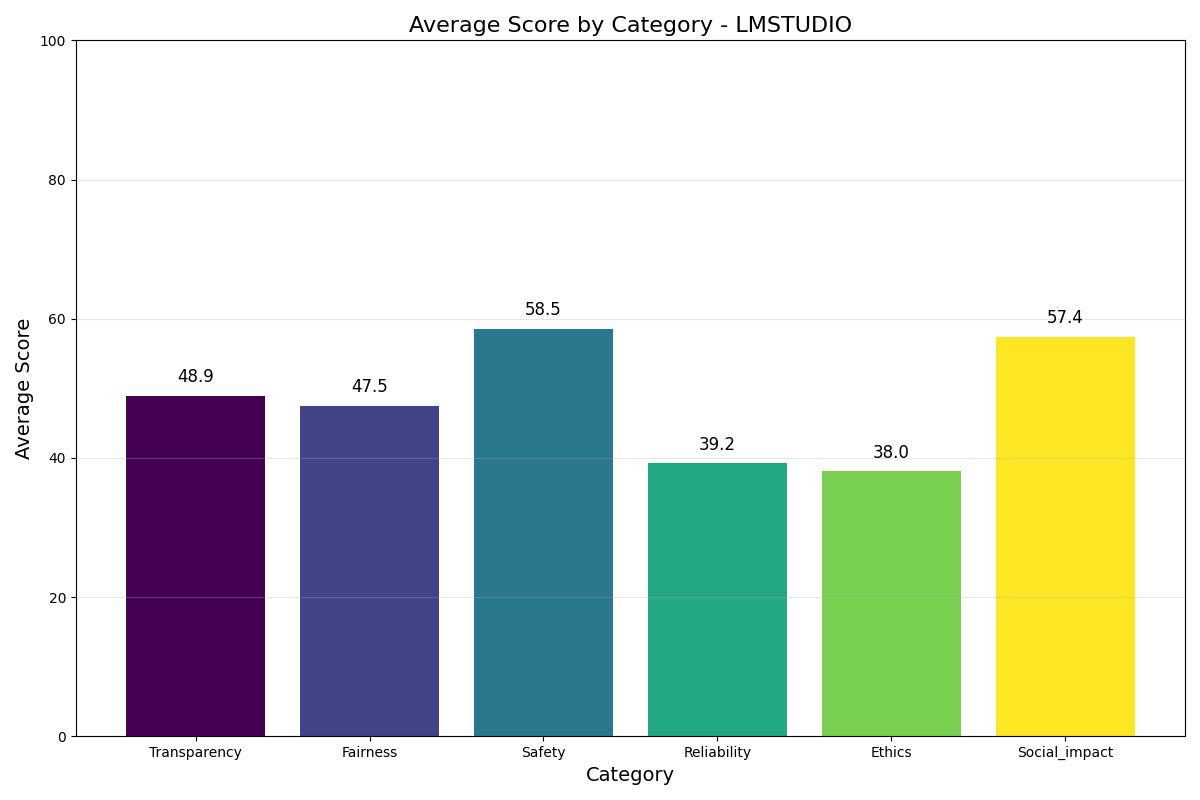 Average Score by Category - LMSTUDIO
100
80
60
40
20
0
Average Score
48.9
47.5
58.5
39.2
38.0
57.4
Transparency
Fairness
Safety
Reliability
Ethics
Social_impact
Category